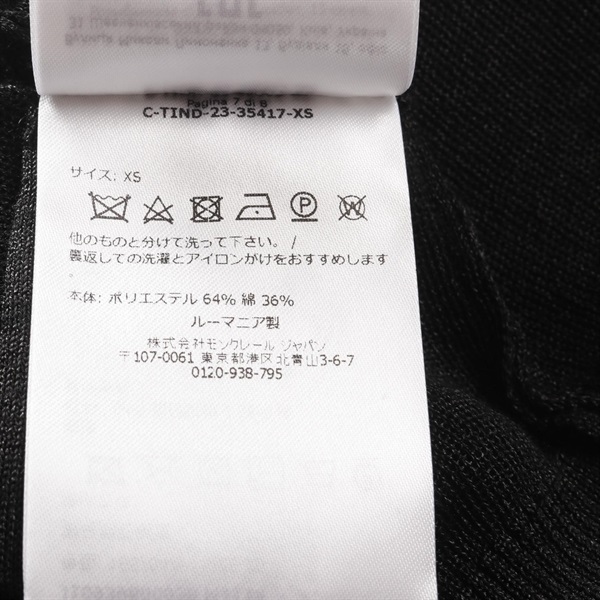 Pagina 7 di 8
C-TIND-23-35417-XS
サイズ: XS
他のものと分けて洗って下さい。/
裏返しての洗濯とアイロンがけをおすすめします
本体: ポリエステル 64% 綿 36%
ルーマニア製
株式会社モンクレール ジャパン
〒107-0061 東京都港区北青山3-6-7
0120-938-795